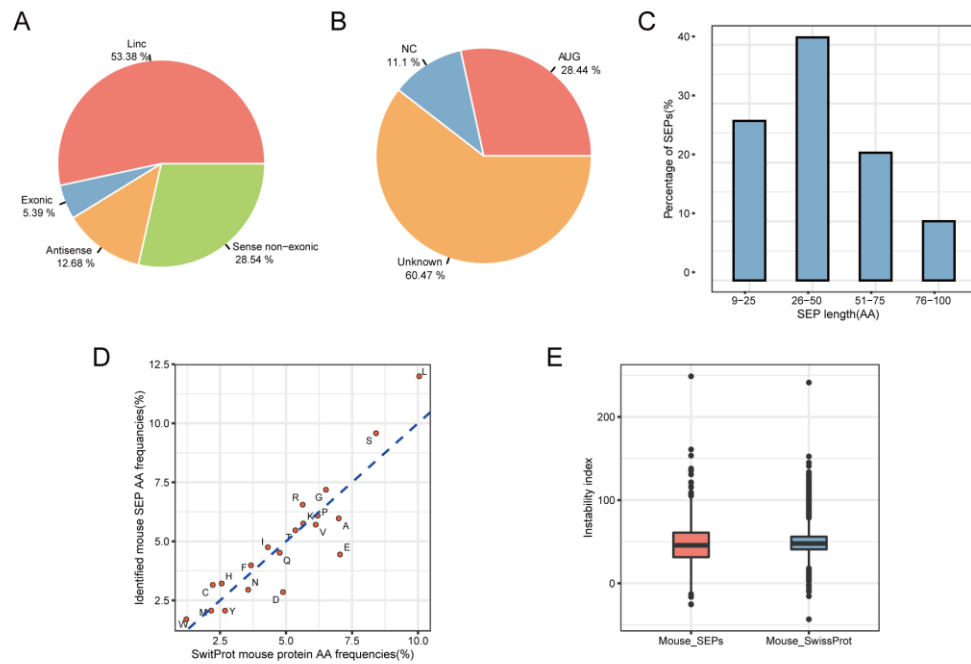 A
Linc
53.38 %
Exonic
5.39 %
Antisense
12.68 %
Sense non-exonic
28.54 %
B
NC
11.1 %
AUG
28.44 %
Unknown
60.47 %
C
Percentage of SEPs(%
40
30
20
10
0
9-25
26-50
51-75
76-100
SEP length(AA)
D
Identified mouse SEP AA frequancies(%)
12.5
10.0
7.5
5.0
2.5
L
S
R
G
K
P
A
T
V
I
Q
E
F
H
C
N
D
M
Y
W
2.5
5.0
7.5
10.0
SwitProt mouse protein AA frequencies(%)
E
Instability index
200
100
0
Mouse_SEPs
Mouse_SwissProt